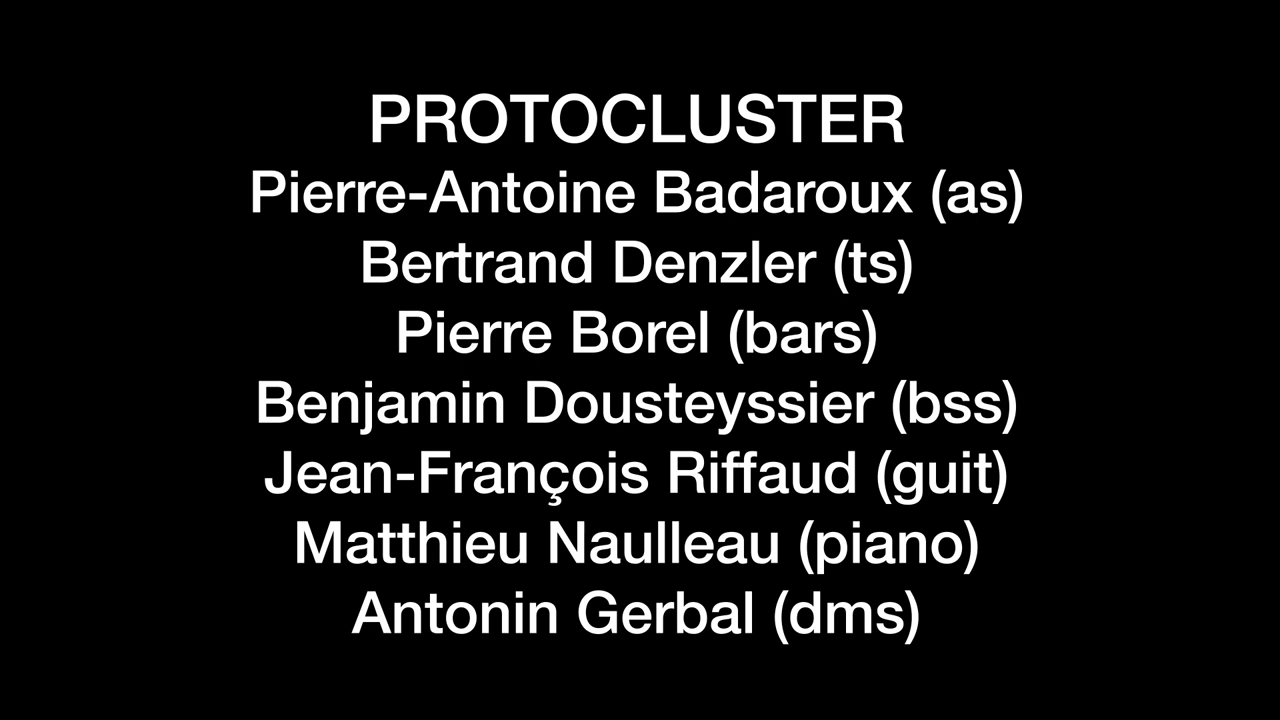 PROTOCLUSTER
Pierre-Antoine Badaroux (as)
Bertrand Denzler (ts)
Pierre Borel (bars)
Benjamin Dousteyssier (bss)
Jean-François Riffaud (guit)
Matthieu Naulleau (piano)
Antonin Gerbal (dms)